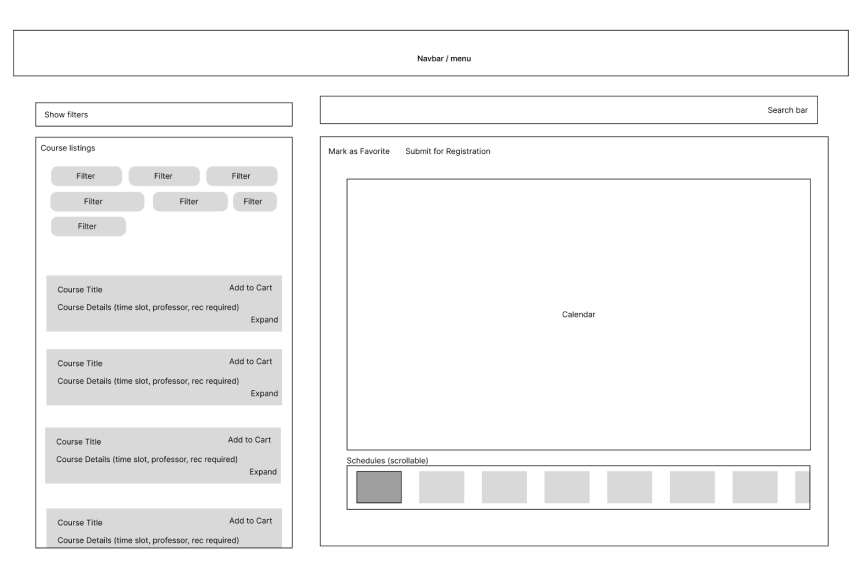 Navbar / menu
Show filters
Search bar
Course listings
Filter
Filter
Filter
Filter
Filter
Filter
Filter
Course Title
Add to Cart
Course Details (time slot, professor, rec required)
Expand
Course Title
Add to Cart
Course Details (time slot, professor, rec required)
Expand
Course Title
Add to Cart
Course Details (time slot, professor, rec required)
Expand
Course Title
Add to Cart
Course Details (time slot, professor, rec required)
Mark as Favorite
Submit for Registration
Calendar
Schedules (scrollable)